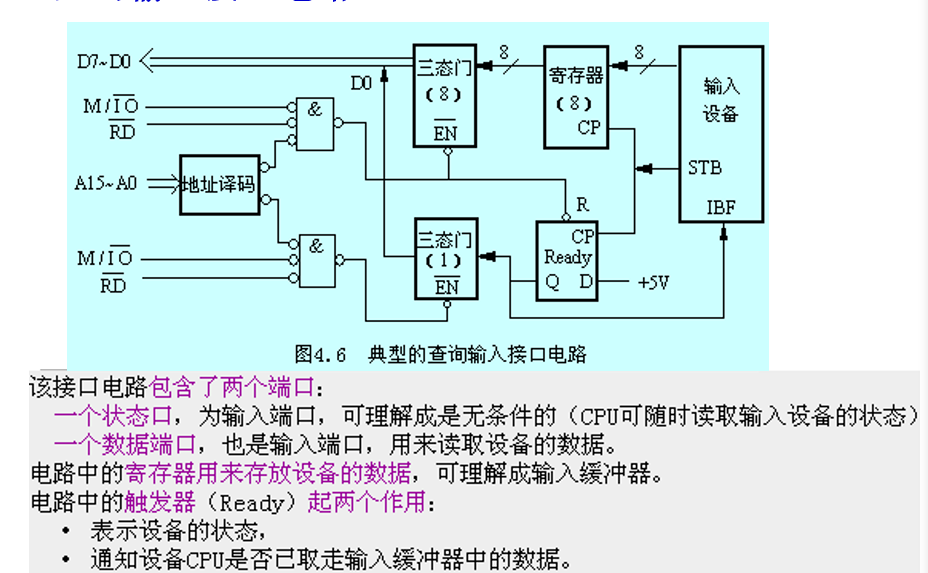 8
8
D7~D0
三态门
(8)
EN
寄存器
(8)
CP
输入
设备
D0
M/IO
RD
&
STB
A15~A0
地址译码
IBF
R
CP
Ready
Q D
+5V
三态门
(1)
EN
&
M/IO
RD
图4.6 典型的查询输入接口电路
该接口电路包含了两个端口：
一个状态口，为输入端口，可理解成是无条件的（CPU可随时读取输入设备的状态）
一个数据端口，也是输入端口，用来读取设备的数据。
电路中的寄存器用来存放设备的数据，可理解成输入缓冲器。
电路中的触发器（Ready）起两个作用：
• 表示设备的状态，
• 通知设备CPU是否已取走输入缓冲器中的数据。